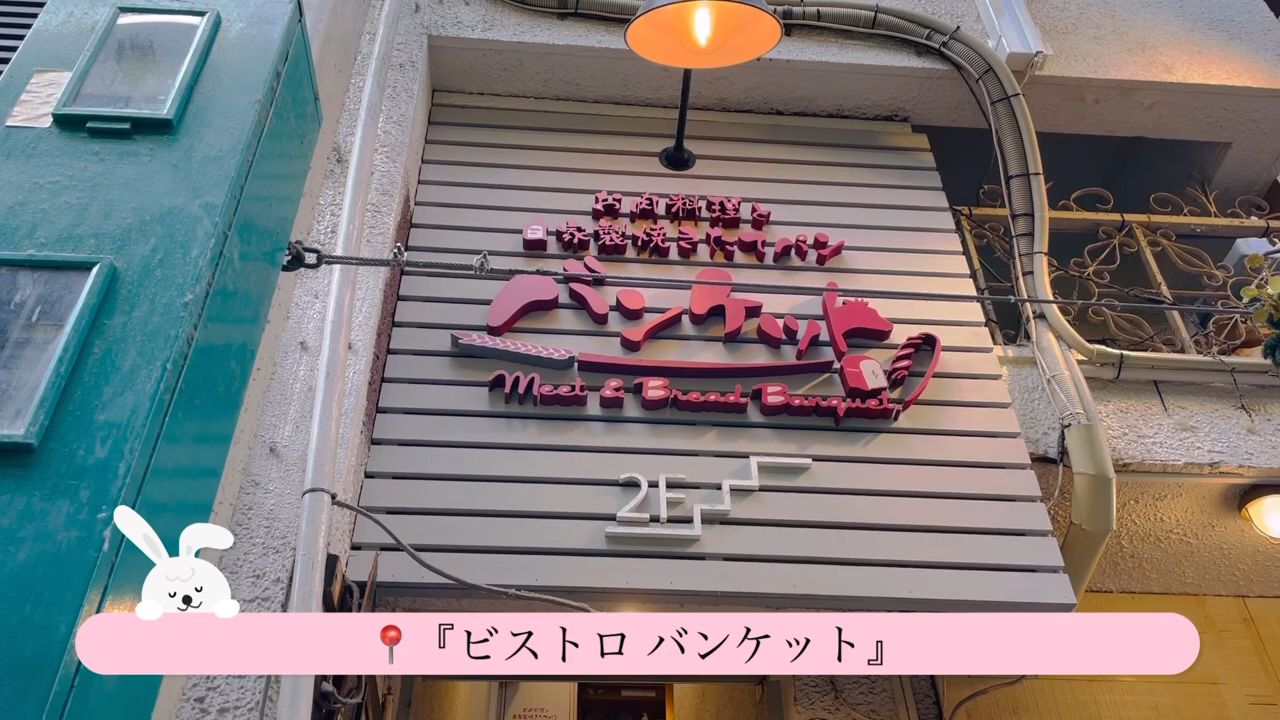 お肉料理と
自家製焼きたてパン
バンケット
Meet & Bread Banquet
2F
📍『ビストロ バンケット』